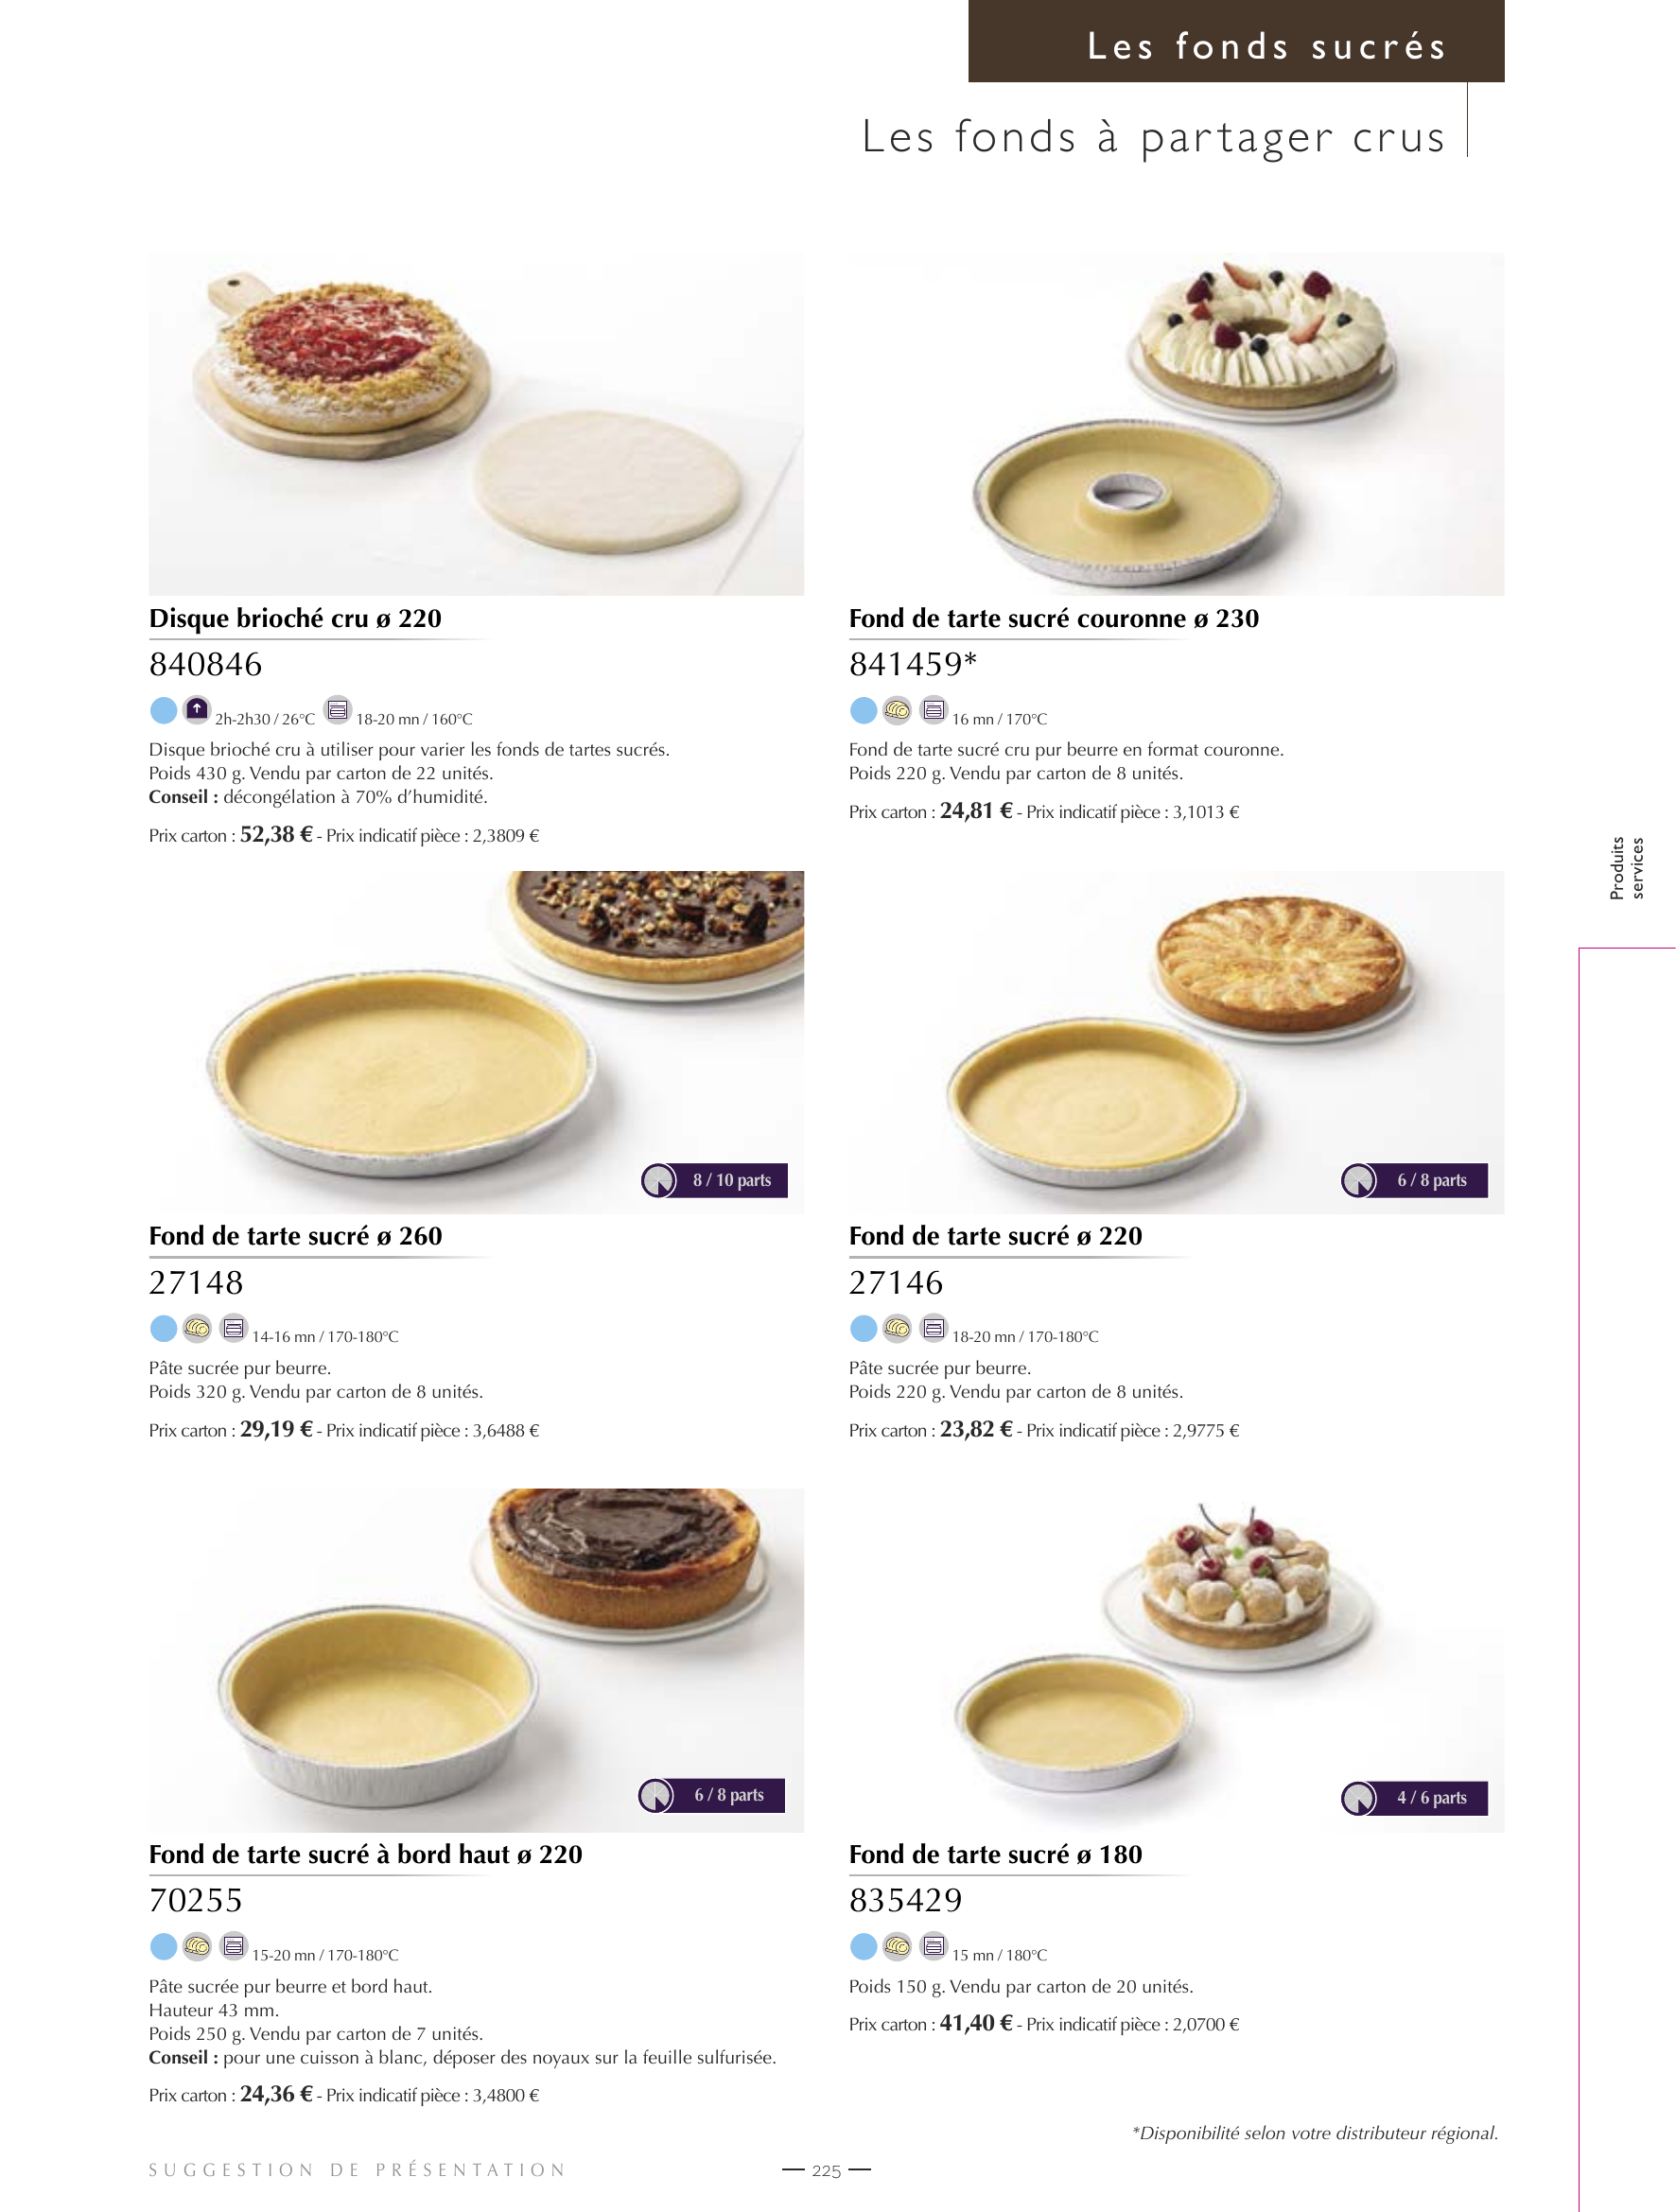 Les fonds sucrés
Les fonds à partager crus
Disque brioché cru ø 220
840846
2h-2h30 / 26°C 18-20 mn / 160°C
Disque brioché cru à utiliser pour varier les fonds de tartes sucrés.
Poids 430 g. Vendu par carton de 22 unités.
Conseil : décongélation à 70% d’humidité.
Prix carton : 52,38 € - Prix indicatif pièce : 2,3809 €
Fond de tarte sucré couronne ø 230
841459*
16 mn / 170°C
Fond de tarte sucré cru pur beurre en format couronne.
Poids 220 g. Vendu par carton de 8 unités.
Prix carton : 24,81 € - Prix indicatif pièce : 3,1013 €
Produits
services
8 / 10 parts
Fond de tarte sucré ø 260
27148
14-16 mn / 170-180°C
Pâte sucrée pur beurre.
Poids 320 g. Vendu par carton de 8 unités.
Prix carton : 29,19 € - Prix indicatif pièce : 3,6488 €
6 / 8 parts
Fond de tarte sucré ø 220
27146
18-20 mn / 170-180°C
Pâte sucrée pur beurre.
Poids 220 g. Vendu par carton de 8 unités.
Prix carton : 23,82 € - Prix indicatif pièce : 2,9775 €
6 / 8 parts
Fond de tarte sucré à bord haut ø 220
70255
15-20 mn / 170-180°C
Pâte sucrée pur beurre et bord haut.
Hauteur 43 mm.
Poids 250 g. Vendu par carton de 7 unités.
Conseil : pour une cuisson à blanc, déposer des noyaux sur la feuille sulfurisée.
Prix carton : 24,36 € - Prix indicatif pièce : 3,4800 €
4 / 6 parts
Fond de tarte sucré ø 180
835429
15 mn / 180°C
Poids 150 g. Vendu par carton de 20 unités.
Prix carton : 41,40 € - Prix indicatif pièce : 2,0700 €
*Disponibilité selon votre distributeur régional.
SUGGESTION DE PRÉSENTATION
— 225 —